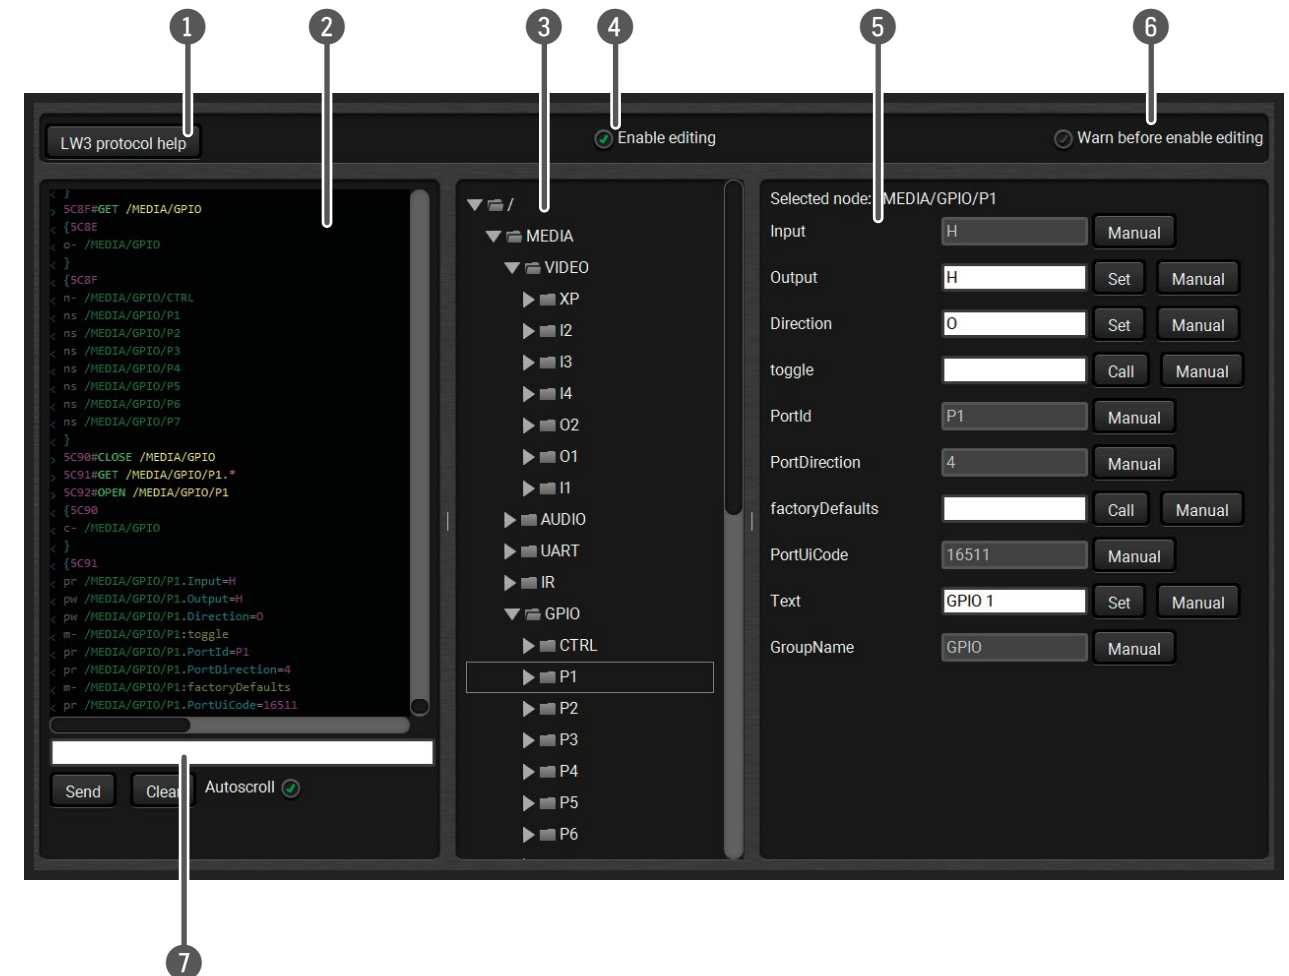 1 2 3 4 5 6
LW3 protocol help
Enable editing
Warn before enable editing
< }
> 5C8F#GET /MEDIA/GPIO
< {5C8E
< o- /MEDIA/GPIO
< }
< {5C8F
< n- /MEDIA/GPIO/CTRL
< ns /MEDIA/GPIO/P1
< ns /MEDIA/GPIO/P2
< ns /MEDIA/GPIO/P3
< ns /MEDIA/GPIO/P4
< ns /MEDIA/GPIO/P5
< ns /MEDIA/GPIO/P6
< ns /MEDIA/GPIO/P7
< }
> 5C90#CLOSE /MEDIA/GPIO
> 5C91#GET /MEDIA/GPIO/P1.*
> 5C92#OPEN /MEDIA/GPIO/P1
< {5C90
< c- /MEDIA/GPIO
< }
< {5C91
< pr /MEDIA/GPIO/P1.Input=H
< pw /MEDIA/GPIO/P1.Output=H
< pw /MEDIA/GPIO/P1.Direction=O
< m- /MEDIA/GPIO/P1:toggle
< pr /MEDIA/GPIO/P1.PortId=P1
< pr /MEDIA/GPIO/P1.PortDirection=4
< m- /MEDIA/GPIO/P1:factoryDefaults
< pr /MEDIA/GPIO/P1.PortUiCode=16511
Send Clear Autoscroll
/
MEDIA
VIDEO
XP
I2
I3
I4
O2
O1
I1
AUDIO
UART
IR
GPIO
CTRL
P1
P2
P3
P4
P5
P6
Selected node: MEDIA/GPIO/P1
Input H Manual
Output H Set Manual
Direction O Set Manual
toggle Call Manual
PortId P1 Manual
PortDirection 4 Manual
factoryDefaults Call Manual
PortUiCode 16511 Manual
Text GPIO 1 Set Manual
GroupName GPIO Manual
7